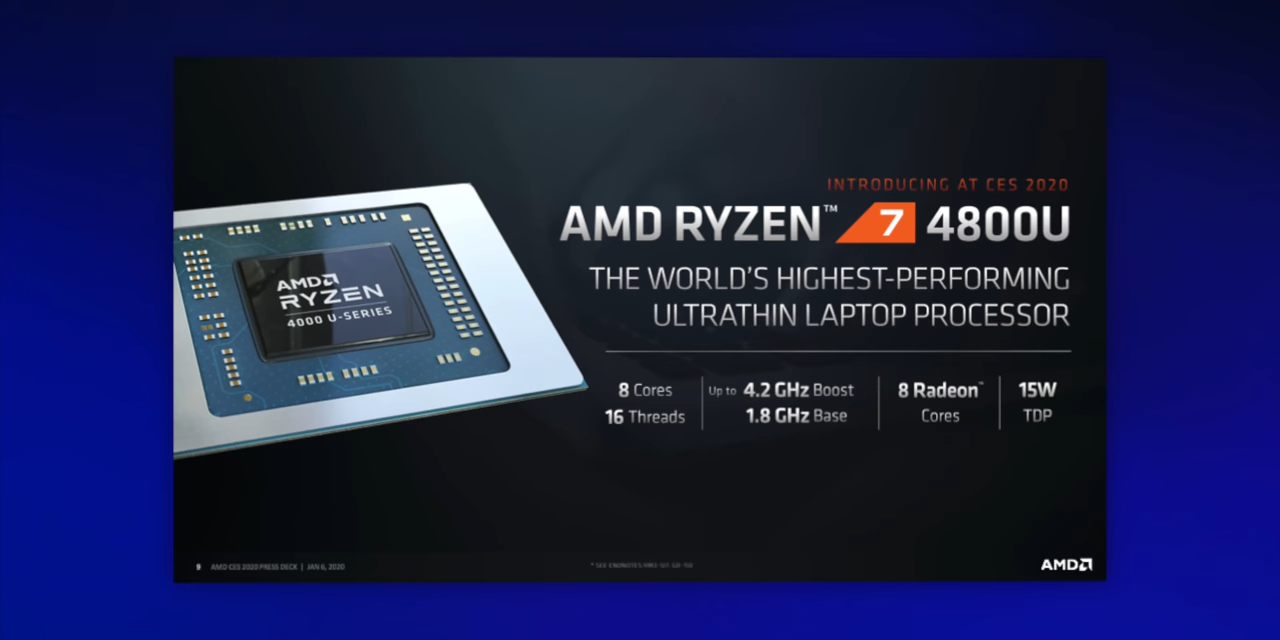 INTRODUCING AT CES 2020
AMD RYZEN™ 7 4800U
THE WORLD'S HIGHEST-PERFORMING
ULTRATHIN LAPTOP PROCESSOR
8 Cores
16 Threads
Up to 4.2 GHz Boost
1.8 GHz Base
8 Radeon™
Cores
15W
TDP
AMD
RYZEN
4000 U-SERIES
9 AMD CES 2020 PRESS DECK | JAN 6, 2020
* SEE ENDNOTES
AMD